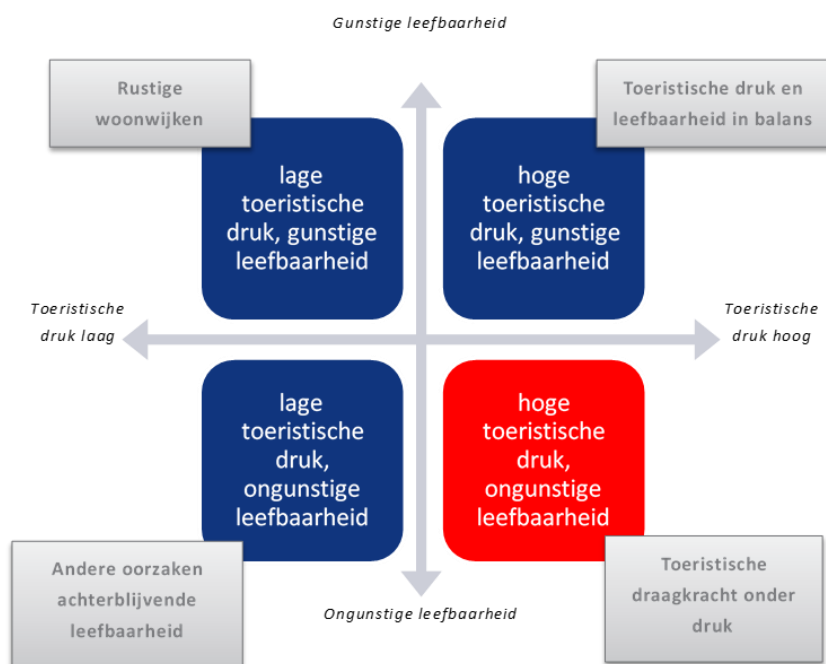 Gunstige leefbaarheid
Rustige
woonwijken
Toeristische druk en
leefbaarheid in balans
lage
toeristische
druk, gunstige
leefbaarheid
hoge
toeristische
druk, gunstige
leefbaarheid
Toeristische
druk laag
Toeristische
druk hoog
lage
toeristische
druk,
ongunstige
leefbaarheid
hoge
toeristische
druk,
ongunstige
leefbaarheid
Andere oorzaken
achterblijvende
leefbaarheid
Ongunstige leefbaarheid
Toeristische
draagkracht onder
druk